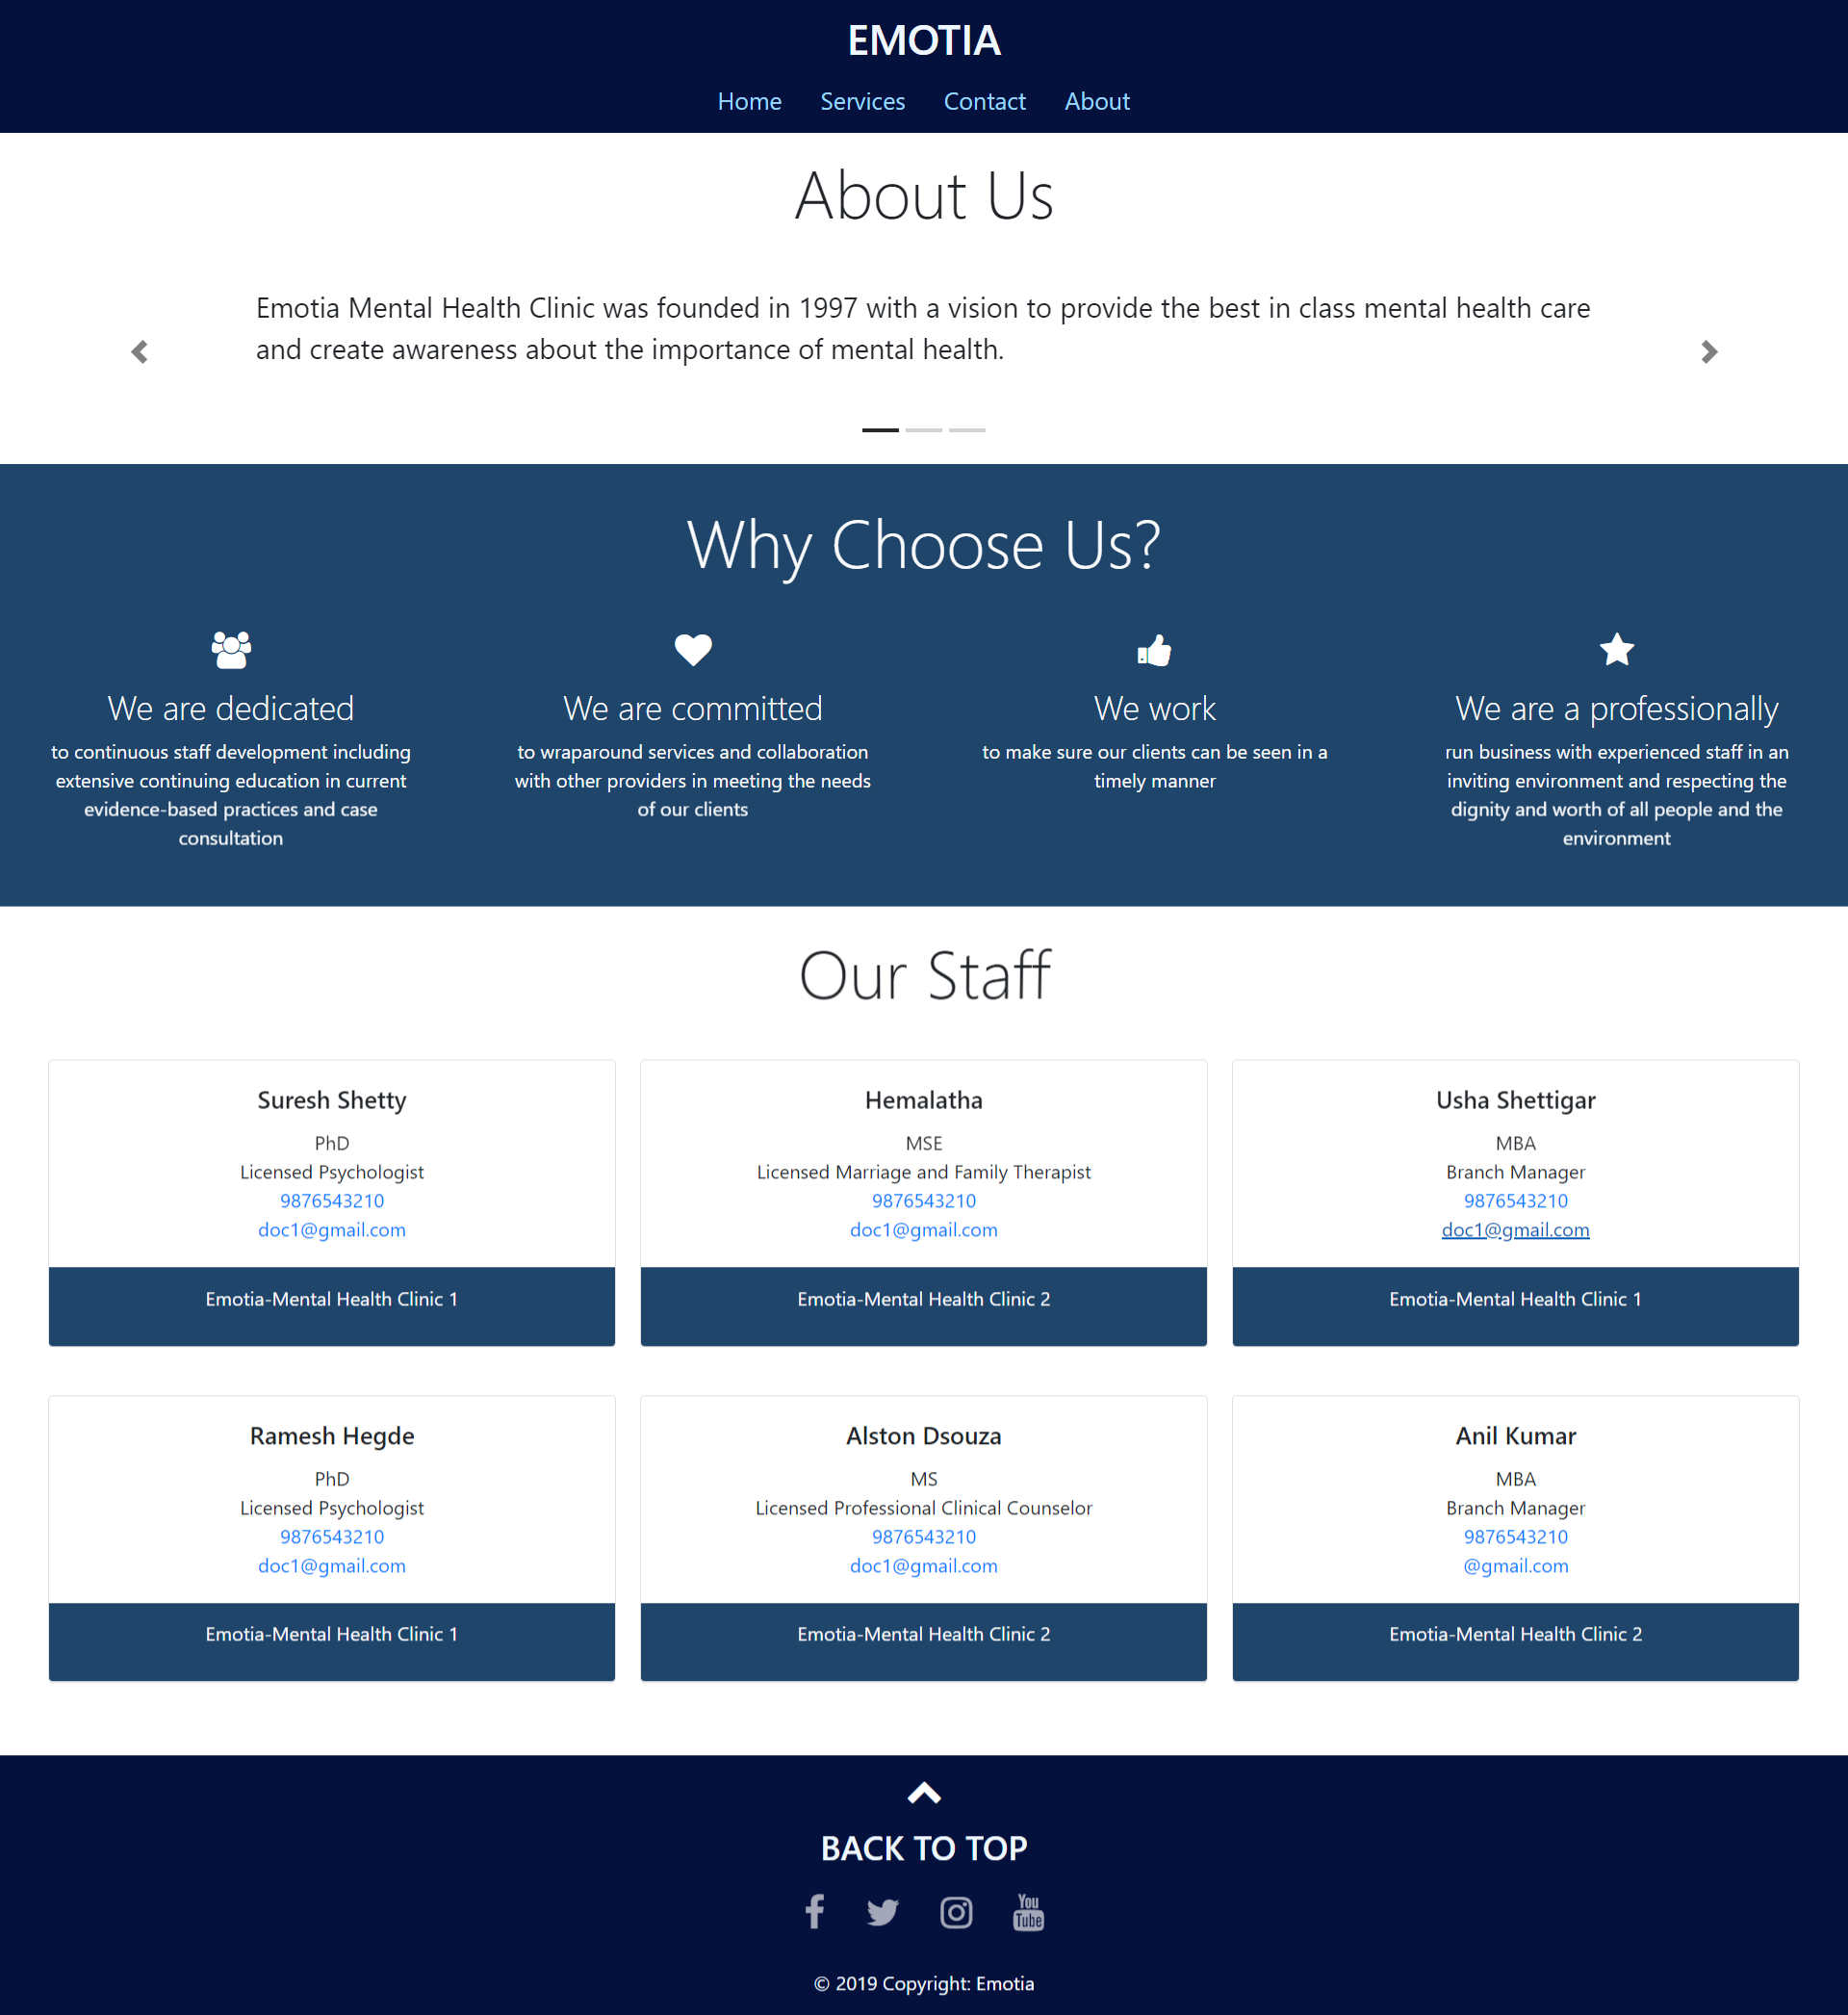 EMOTIA
Home Services Contact About
About Us
Emotia Mental Health Clinic was founded in 1997 with a vision to provide the best in class mental health care
and create awareness about the importance of mental health.
Why Choose Us?
We are dedicated
to continuous staff development including
extensive continuing education in current
evidence-based practices and case
consultation
We are committed
to wraparound services and collaboration
with other providers in meeting the needs
of our clients
We work
to make sure our clients can be seen in a
timely manner
We are a professionally
run business with experienced staff in an
inviting environment and respecting the
dignity and worth of all people and the
environment
Our Staff
Suresh Shetty
PhD
Licensed Psychologist
9876543210
doc1@gmail.com
Emotia-Mental Health Clinic 1
Hemalatha
MSE
Licensed Marriage and Family Therapist
9876543210
doc1@gmail.com
Emotia-Mental Health Clinic 2
Usha Shettigar
MBA
Branch Manager
9876543210
doc1@gmail.com
Emotia-Mental Health Clinic 1
Ramesh Hegde
PhD
Licensed Psychologist
9876543210
doc1@gmail.com
Emotia-Mental Health Clinic 1
Alston Dsouza
MS
Licensed Professional Clinical Counselor
9876543210
doc1@gmail.com
Emotia-Mental Health Clinic 2
Anil Kumar
MBA
Branch Manager
9876543210
@gmail.com
Emotia-Mental Health Clinic 2
BACK TO TOP
You
Tube
© 2019 Copyright: Emotia